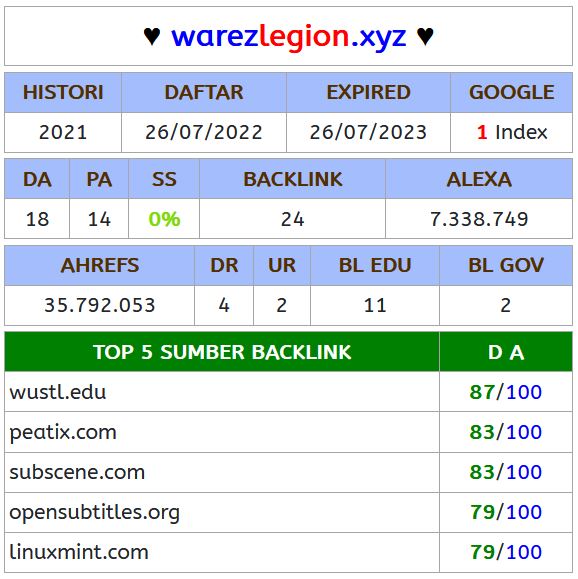 ♥ warezlegion.xyz ♥
HISTORI DAFTAR EXPIRED GOOGLE
2021 26/07/2022 26/07/2023 1 Index
DA PA SS BACKLINK ALEXA
18 14 0% 24 7.338.749
AHREFS DR UR BL EDU BL GOV
35.792.053 4 2 11 2
TOP 5 SUMBER BACKLINK D A
wustl.edu 87/100
peatix.com 83/100
subscene.com 83/100
opensubtitles.org 79/100
linuxmint.com 79/100